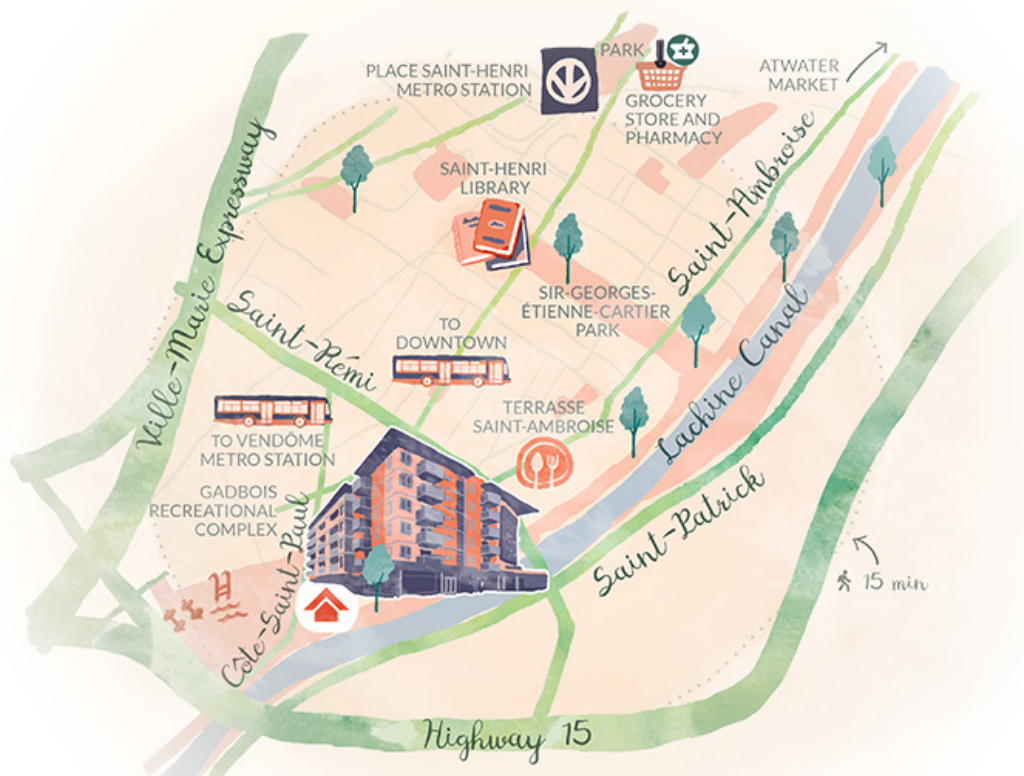 PLACE SAINT-HENRI
METRO STATION
PARK
GROCERY
STORE AND
PHARMACY
ATWATER
MARKET
SAINT-HENRI
LIBRARY
Ville-Marie Expressway
Saint-Ambroise
SIR-GEORGES-
ÉTIENNE-CARTIER
PARK
Saint-Rémi
TO
DOWNTOWN
Lachine Canal
TERRASSE
SAINT-AMBROISE
TO VENDÔME
METRO STATION
GADBOIS
RECREATIONAL
COMPLEX
Côte-Saint-Paul
Saint-Patrick
15 min
Highway 15